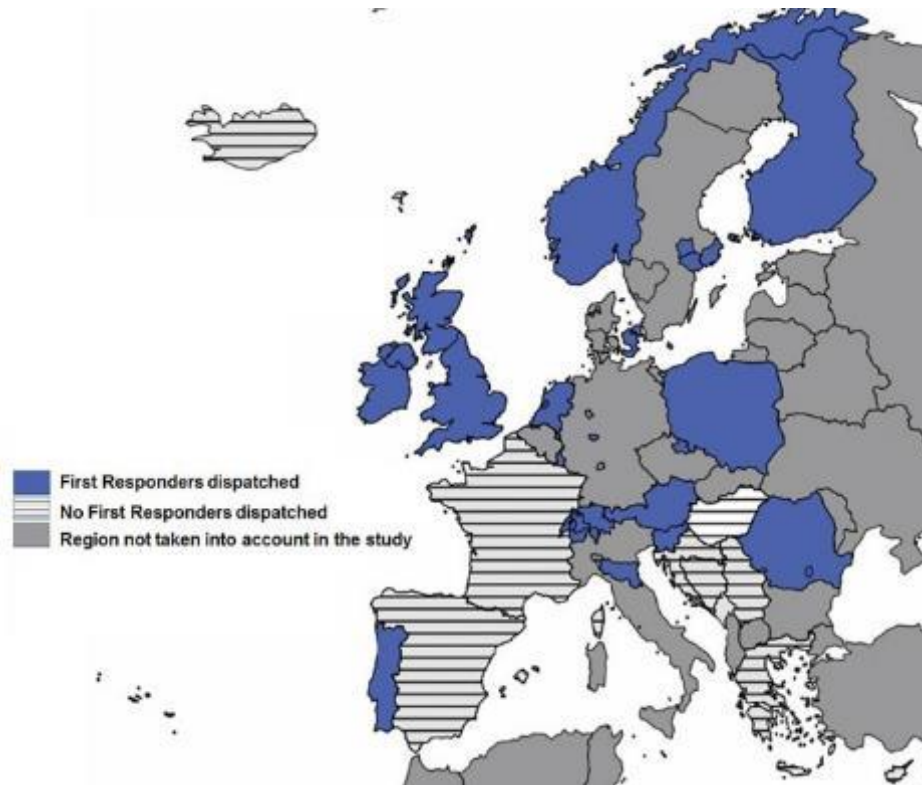 First Responders dispatched
No First Responders dispatched
Region not taken into account in the study